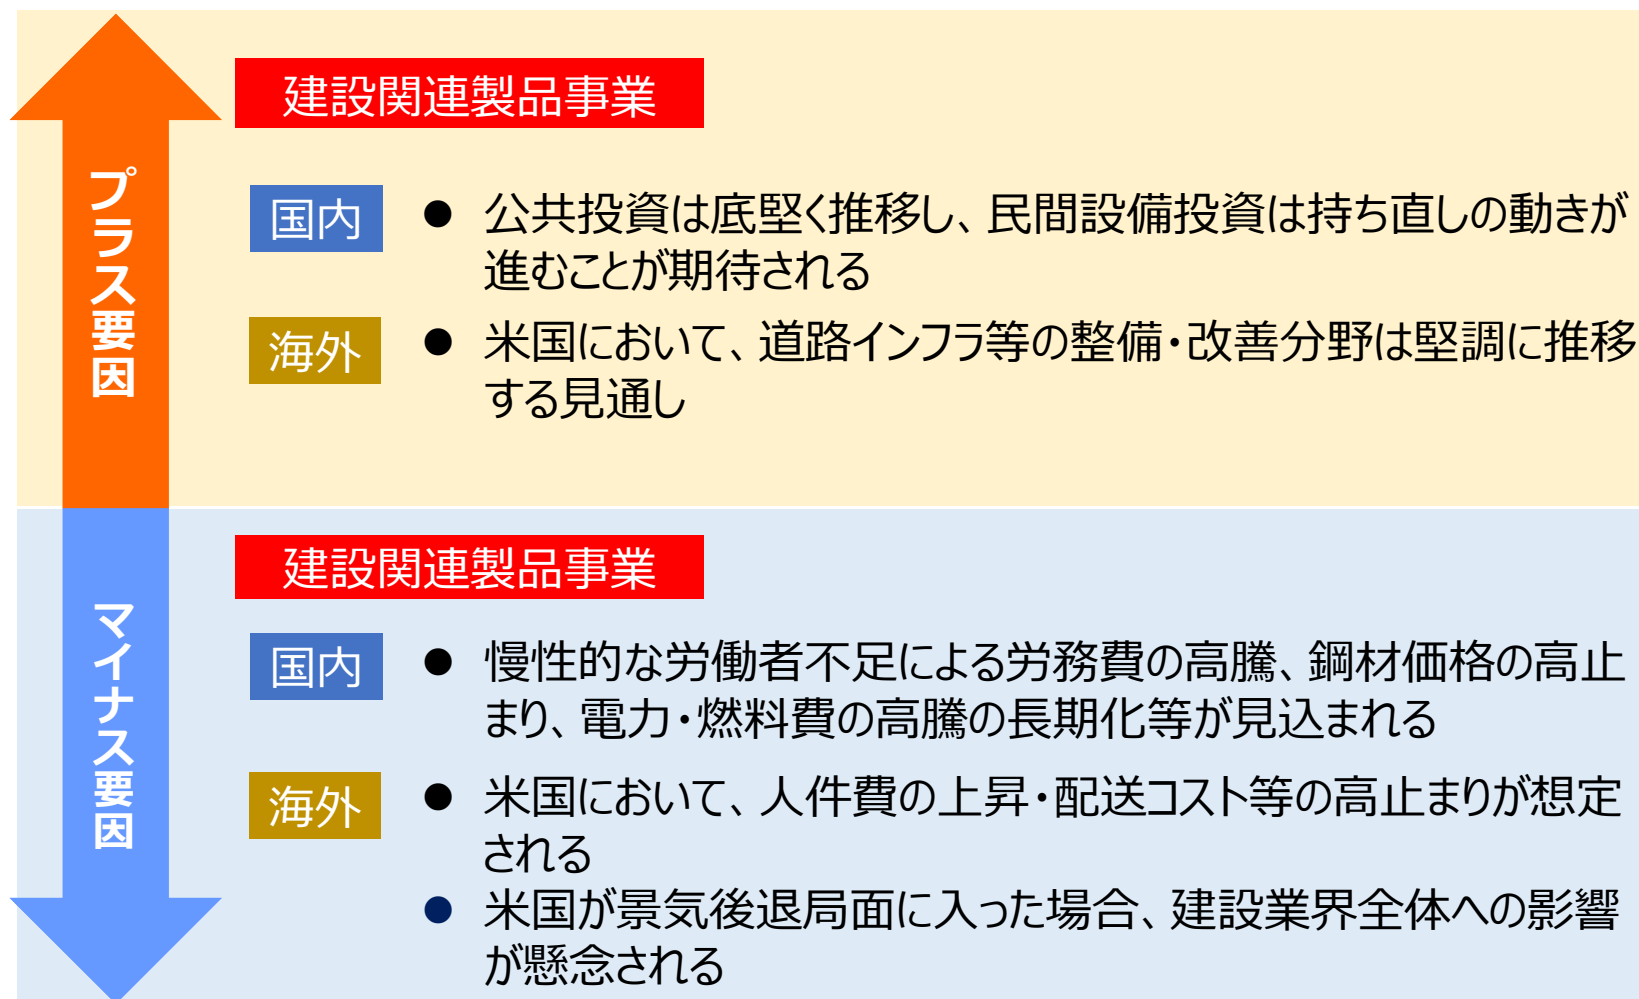 プラス要因
建設関連製品事業
国内
● 公共投資は底堅く推移し、民間設備投資は持ち直しの動きが
進むことが期待される
海外
● 米国において、道路インフラ等の整備・改善分野は堅調に推移
する見通し
マイナス要因
建設関連製品事業
国内
● 慢性的な労働者不足による労務費の高騰、鋼材価格の高止
まり、電力・燃料費の高騰の長期化等が見込まれる
海外
● 米国において、人件費の上昇・配送コスト等の高止まりが想定
される
● 米国が景気後退局面に入った場合、建設業界全体への影響
が懸念される